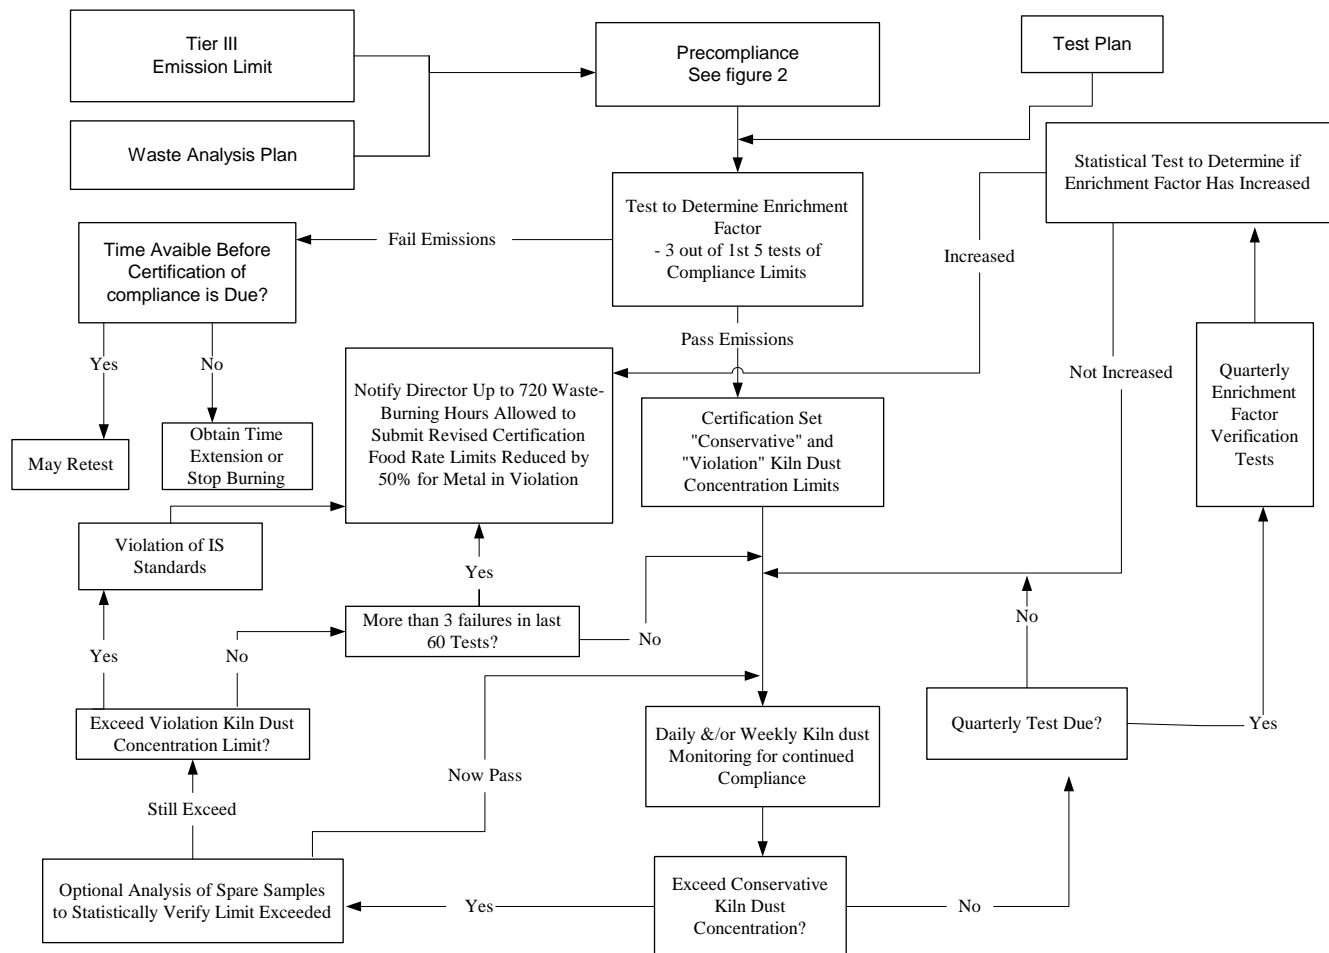 Tier III
Emission Limit
Precompliance
See figure 2
Test Plan
Waste Analysis Plan
Statistical Test to Determine if
Enrichment Factor Has Increased
Test to Determine Enrichment
Factor
- 3 out of 1st 5 tests of
Compliance Limits
Fail Emissions
Time Avaible Before
Certification of
compliance is Due?
Increased
Pass Emissions
Yes
No
Not Increased
Notify Director Up to 720 Waste-
Burning Hours Allowed to
Submit Revised Certification
Food Rate Limits Reduced by
50% for Metal in Violation
Quarterly
Enrichment
Factor
Verification
Tests
Certification Set
"Conservative" and
"Violation" Kiln Dust
Concentration Limits
May Retest
Obtain Time
Extension or
Stop Burning
Violation of IS
Standards
Yes
No
More than 3 failures in last
60 Tests?
No
No
Yes
No
Exceed Violation Kiln Dust
Concentration Limit?
Daily &/or Weekly Kiln dust
Monitoring for continued
Compliance
Quarterly Test Due?
Yes
Now Pass
Still Exceed
Optional Analysis of Spare Samples
to Statistically Verify Limit Exceeded
Yes
Exceed Conservative
Kiln Dust
Concentration?
No